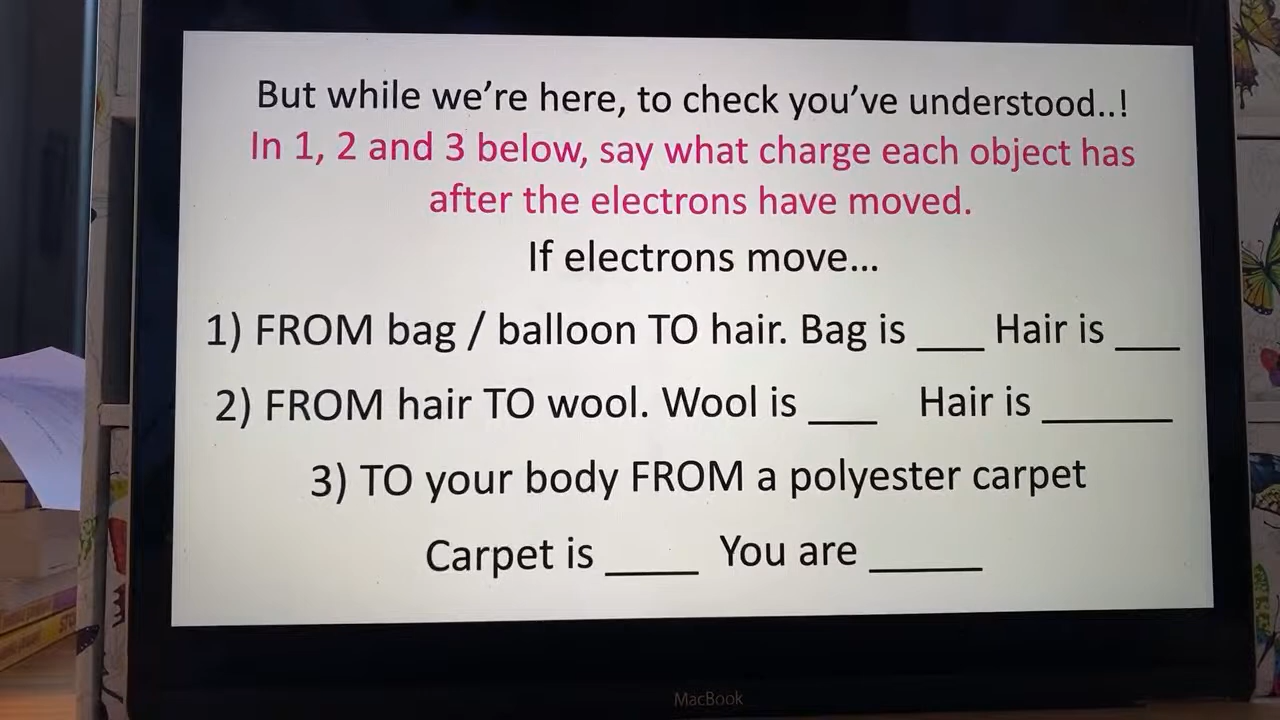 But while we're here, to check you've understood..!
In 1, 2 and 3 below, say what charge each object has
after the electrons have moved.
If electrons move...
1) FROM bag / balloon TO hair. Bag is ___ Hair is ___
2) FROM hair TO wool. Wool is ___ Hair is ______
3) TO your body FROM a polyester carpet
Carpet is ____ You are _____
MacBook